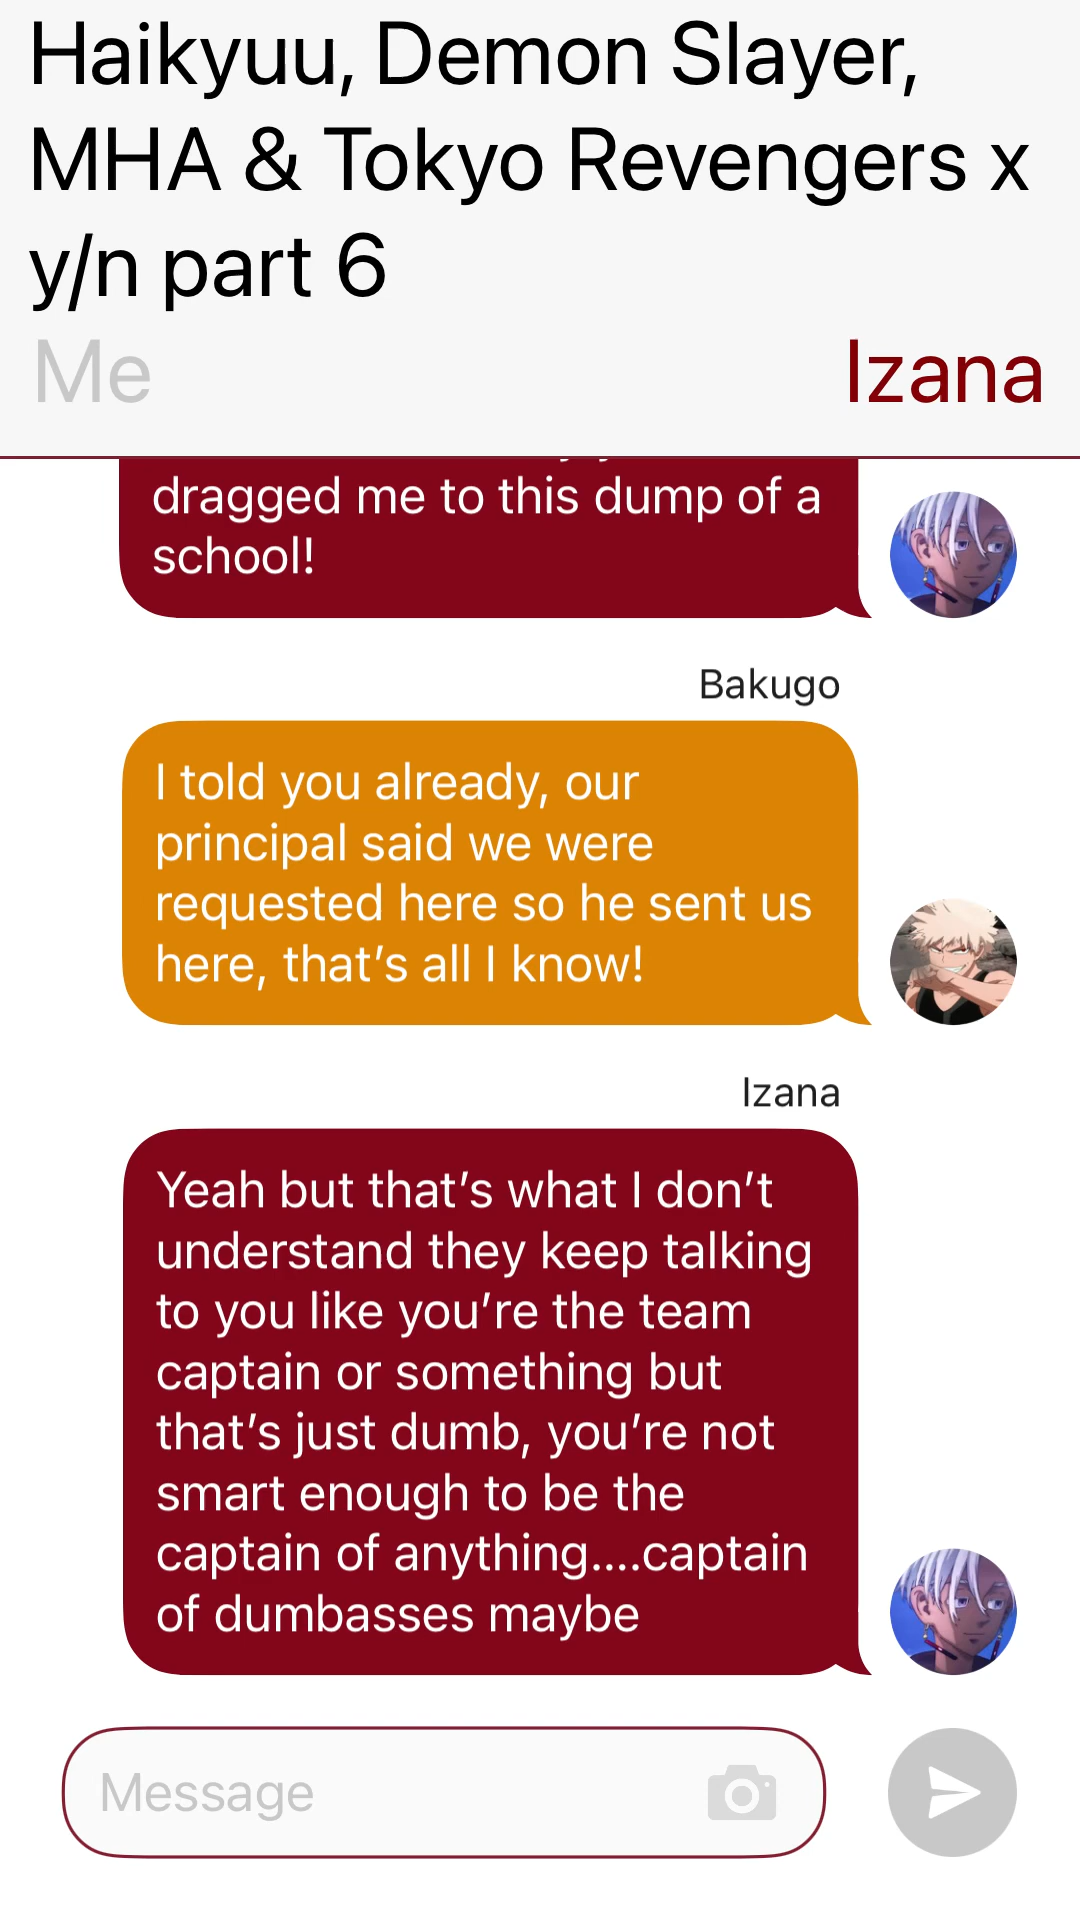 Haikyuu, Demon Slayer,
MHA & Tokyo Revengers x
y/n part 6
Me
Izana
dragged me to this dump of a
school!
Bakugo
I told you already, our
principal said we were
requested here so he sent us
here, that’s all I know!
Izana
Yeah but that’s what I don’t
understand they keep talking
to you like you’re the team
captain or something but
that’s just dumb, you’re not
smart enough to be the
captain of anything....captain
of dumbasses maybe
Message